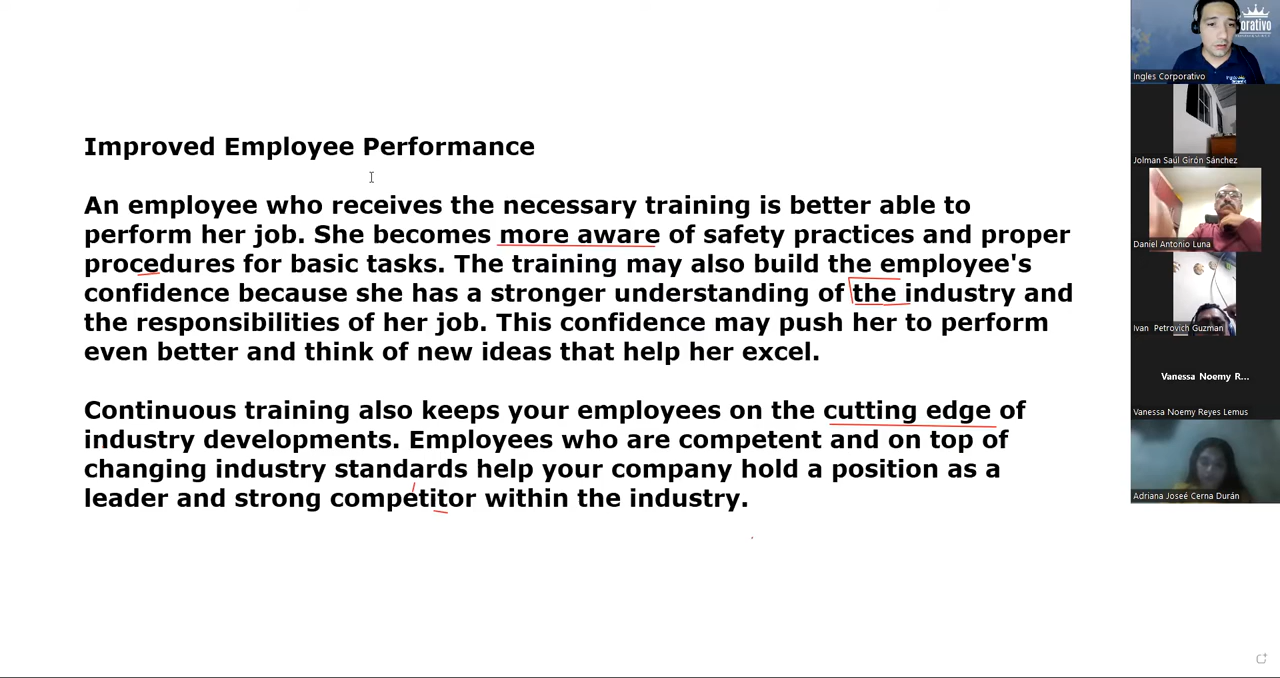 Improved Employee Performance
An employee who receives the necessary training is better able to
perform her job. She becomes more aware of safety practices and proper
procedures for basic tasks. The training may also build the employee's
confidence because she has a stronger understanding of the industry and
the responsibilities of her job. This confidence may push her to perform
even better and think of new ideas that help her excel.
Continuous training also keeps your employees on the cutting edge of
industry developments. Employees who are competent and on top of
changing industry standards help your company hold a position as a
leader and strong competitor within the industry.
orativo
Ingles Corporativo
Jolman Saúl Girón Sánchez
Daniel Antonio Luna
Ivan Petrovich Guzman
Vanessa Noemy R...
Vanessa Noemy Reyes Lemus
Adriana Joseé Cerna Durán